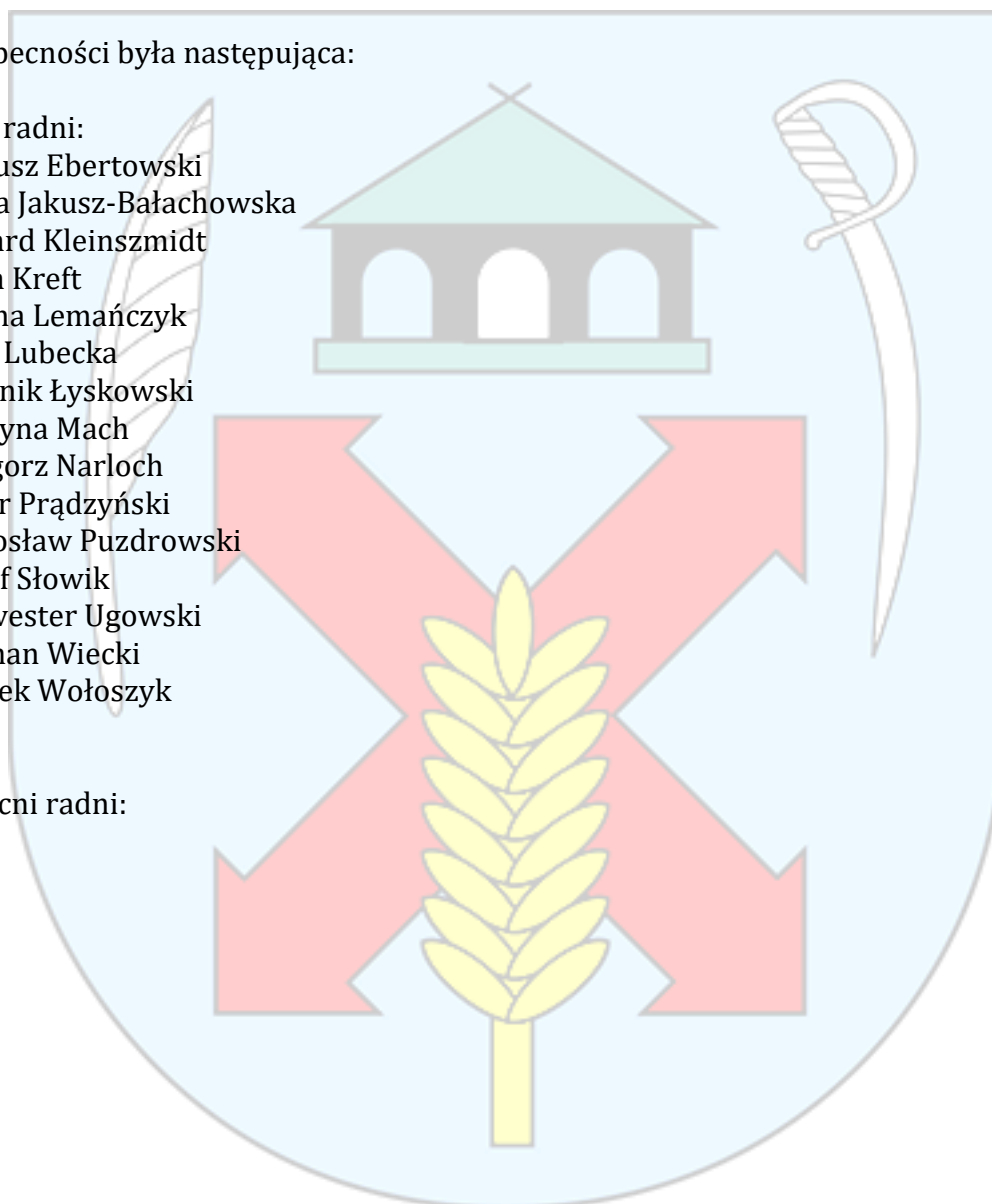 becności była następująca:
radni:
usz Ebertowski
a Jakusz-Bałachowska
ard Kleinszmidt
n Kreft
na Lemańczyk
Lubecka
nik Łyskowski
yna Mach
gorz Narloch
r Prądzyński
osław Puzdrowski
f Słowik
vester Ugowski
man Wiecki
ek Wołoszyk
cni radni: